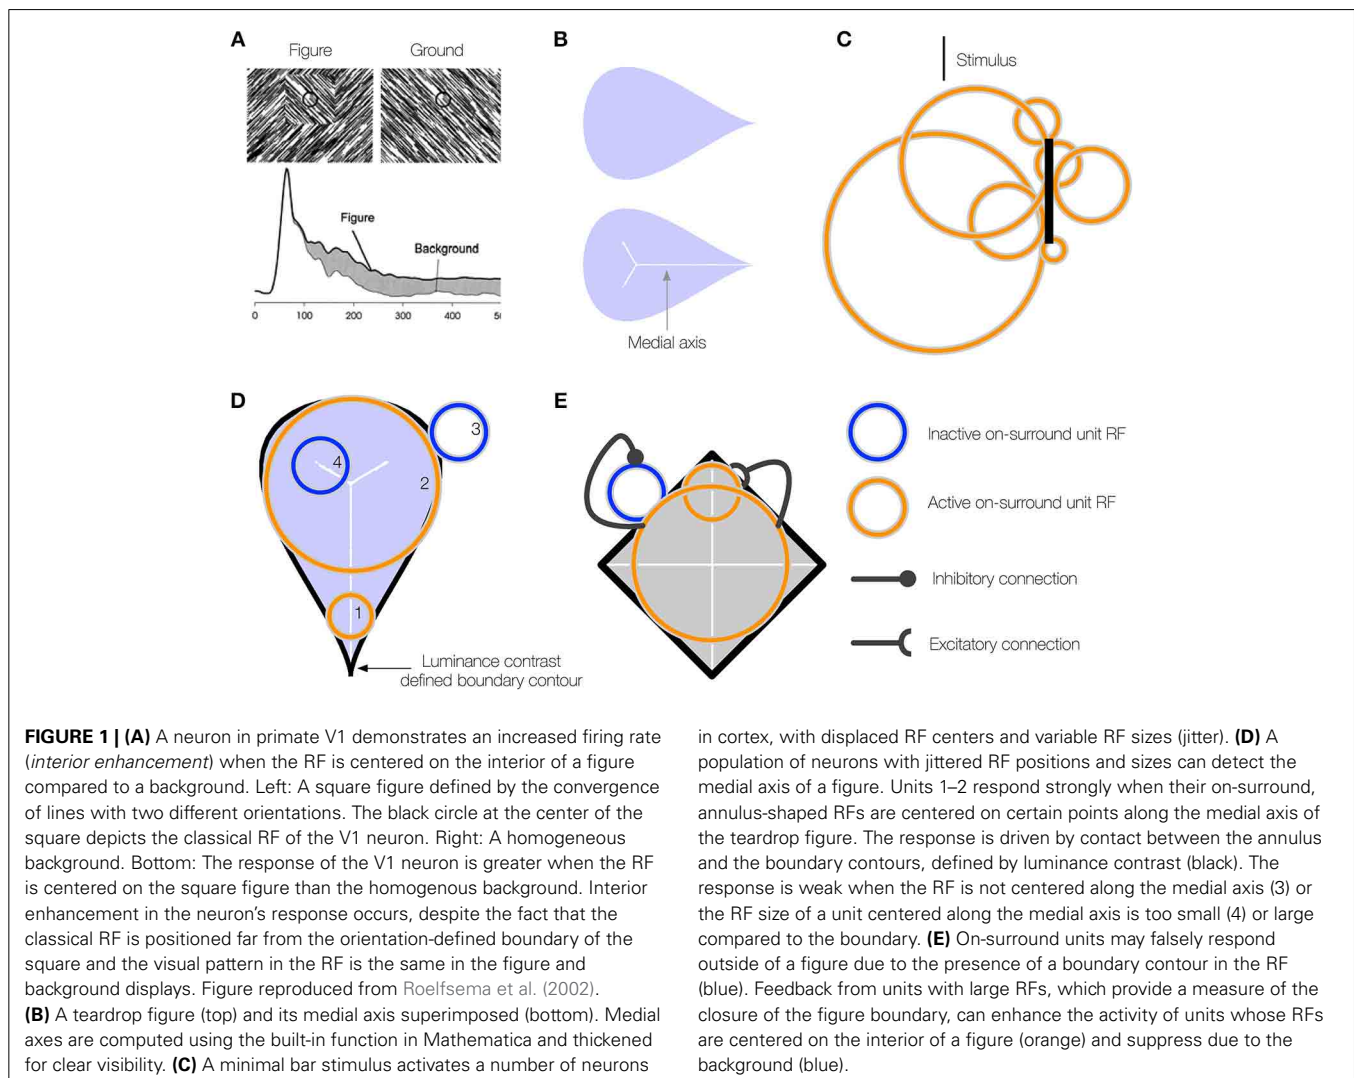 A
Figure
Ground
Figure
Background
0
100
200
300
400
B
Medial axis
C
Stimulus
D
3
4
2
1
Luminance contrast
defined boundary contour
E
Inactive on-surround unit RF
Active on-surround unit RF
Inhibitory connection
Excitatory connection
FIGURE 1 | (A) A neuron in primate V1 demonstrates an increased firing rate
(interior enhancement) when the RF is centered on the interior of a figure
compared to a background. Left: A square figure defined by the convergence
of lines with two different orientations. The black circle at the center of the
square depicts the classical RF of the V1 neuron. Right: A homogeneous
background. Bottom: The response of the V1 neuron is greater when the RF
is centered on the square figure than the homogenous background. Interior
enhancement in the neuron's response occurs, despite the fact that the
classical RF is positioned far from the orientation-defined boundary of the
square and the visual pattern in the RF is the same in the figure and
background displays. Figure reproduced from Roelfsema et al. (2002).
(B) A teardrop figure (top) and its medial axis superimposed (bottom). Medial
axes are computed using the built-in function in Mathematica and thickened
for clear visibility. (C) A minimal bar stimulus activates a number of neurons
in cortex, with displaced RF centers and variable RF sizes (jitter). (D) A
population of neurons with jittered RF positions and sizes can detect the
medial axis of a figure. Units 1–2 respond strongly when their on-surround,
annulus-shaped RFs are centered on certain points along the medial axis of
the teardrop figure. The response is driven by contact between the annulus
and the boundary contours, defined by luminance contrast (black). The
response is weak when the RF is not centered along the medial axis (3) or
the RF size of a unit centered along the medial axis is too small (4) or large
compared to the boundary. (E) On-surround units may falsely respond
outside of a figure due to the presence of a boundary contour in the RF
(blue). Feedback from units with large RFs, which provide a measure of the
closure of the figure boundary, can enhance the activity of units whose RFs
are centered on the interior of a figure (orange) and suppress due to the
background (blue).